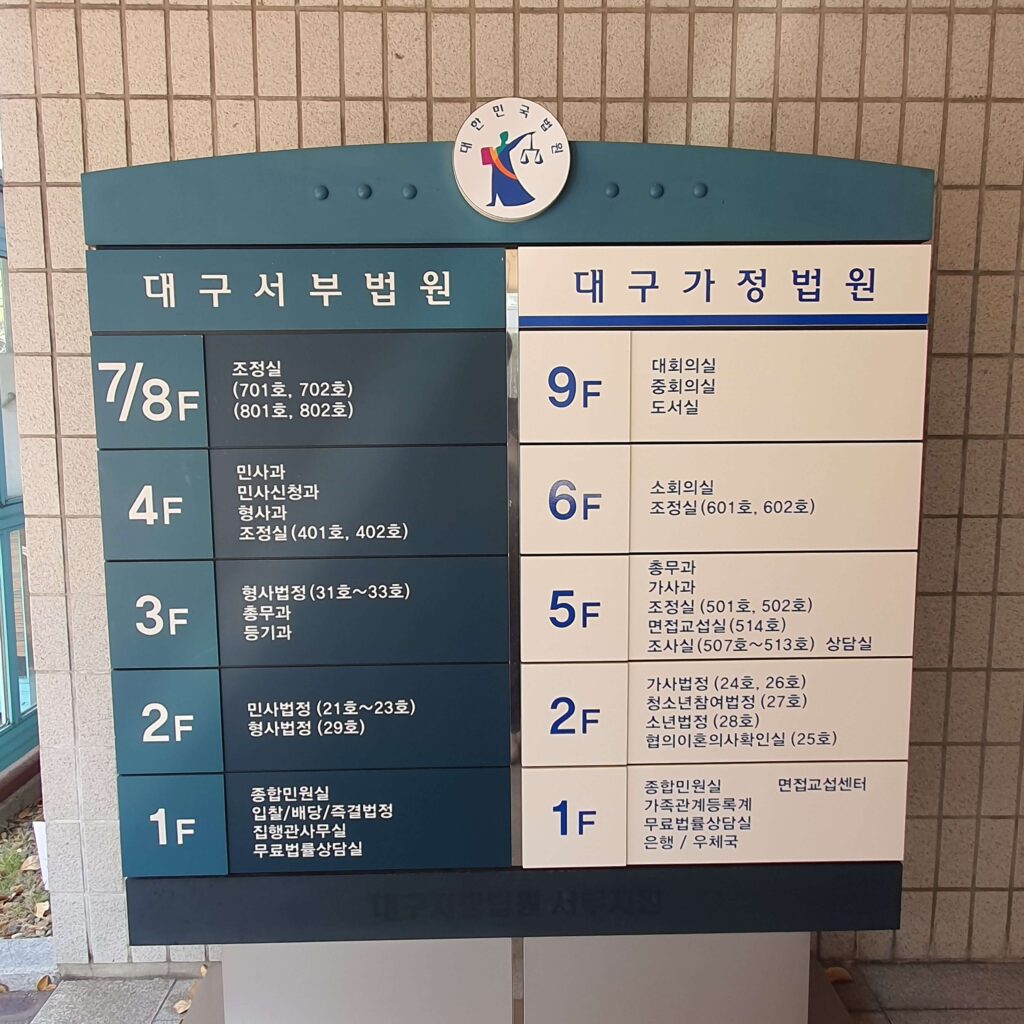 대한민국법원
대구서부법원
7/8F
조정실
(701호, 702호)
(801호, 802호)
4F
민사과
민사신청과
형사과
조정실(401호, 402호)
3F
형사법정(31호~33호)
총무과
등기과
2F
민사법정 (21호~23호)
형사법정 (29호)
1F
종합민원실
입찰/배당/즉결법정
집행관사무실
무료법률상담실
대구가정법원
9F
대회의실
중회의실
도서실
6F
소회의실
조정실(601호, 602호)
5F
총무과
가사과
조정실 (501호, 502호)
면접교섭실(514호)
조사실(507호~513호) 상담실
2F
가사법정 (24호, 26호)
청소년참여법정 (27호)
소년법정 (28호)
협의이혼의사확인실 (25호)
1F
종합민원실 면접교섭센터
가족관계등록계
무료법률상담실
은행 / 우체국
대구지방법원 서부지원